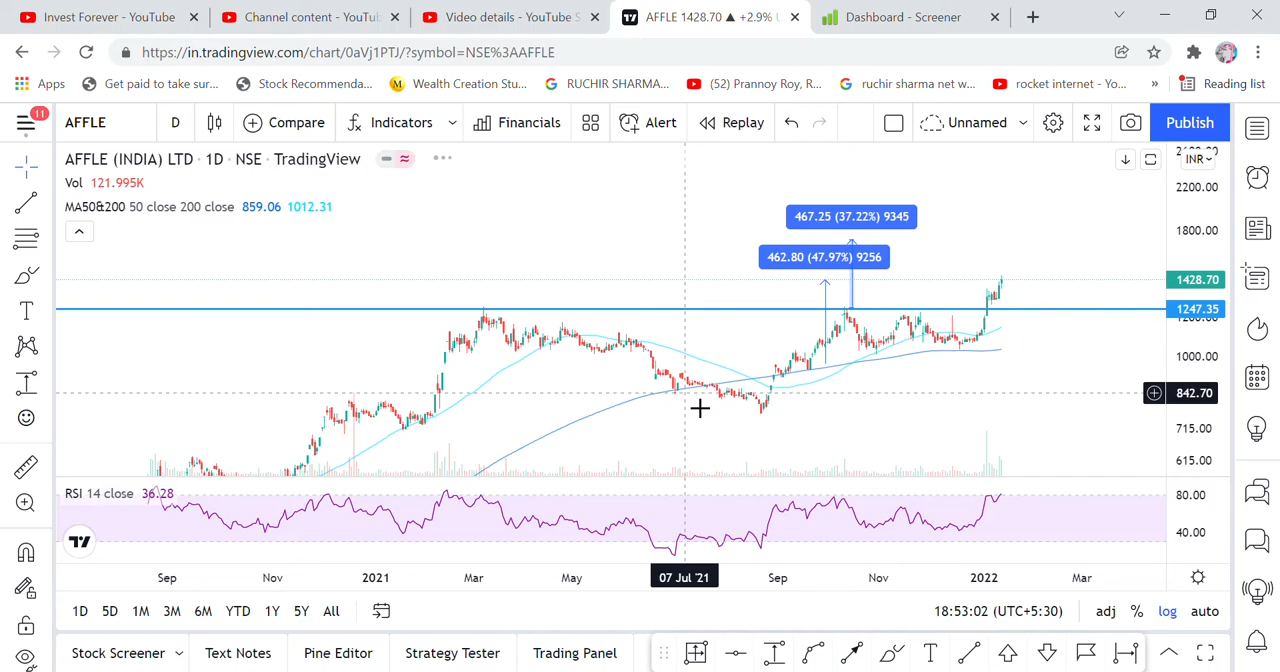 Invest Forever - YouTube
Channel content - YouTu
Video details - YouTube S
AFFLE 1428.70 ▲ +2.9% U
Dashboard - Screener
https://in.tradingview.com/chart/0aVj1PTJ/?symbol=NSE%3AAFFLE
Apps
Get paid to take sur...
Stock Recommenda...
Wealth Creation Stu...
RUCHIR SHARMA...
(52) Prannoy Roy, R...
ruchir sharma net w...
rocket internet - Yo...
»
Reading list
11
AFFLE
D
Compare
Indicators
Financials
Alert
Replay
Unnamed
Publish
AFFLE (INDIA) LTD · 1D · NSE · TradingView
INR
Vol 121.995K
2200.00
MA50&200 50 close 200 close 859.06 1012.31
467.25 (37.22%) 9345
1800.00
462.80 (47.97%) 9256
1428.70
1247.35
1000.00
842.70
715.00
615.00
RSI 14 close 36.28
80.00
40.00
Sep
Nov
2021
Mar
May
07 Jul '21
Sep
Nov
2022
Mar
1D 5D 1M 3M 6M YTD 1Y 5Y All
18:53:02 (UTC+5:30)
adj % log auto
Stock Screener
Text Notes
Pine Editor
Strategy Tester
Trading Panel